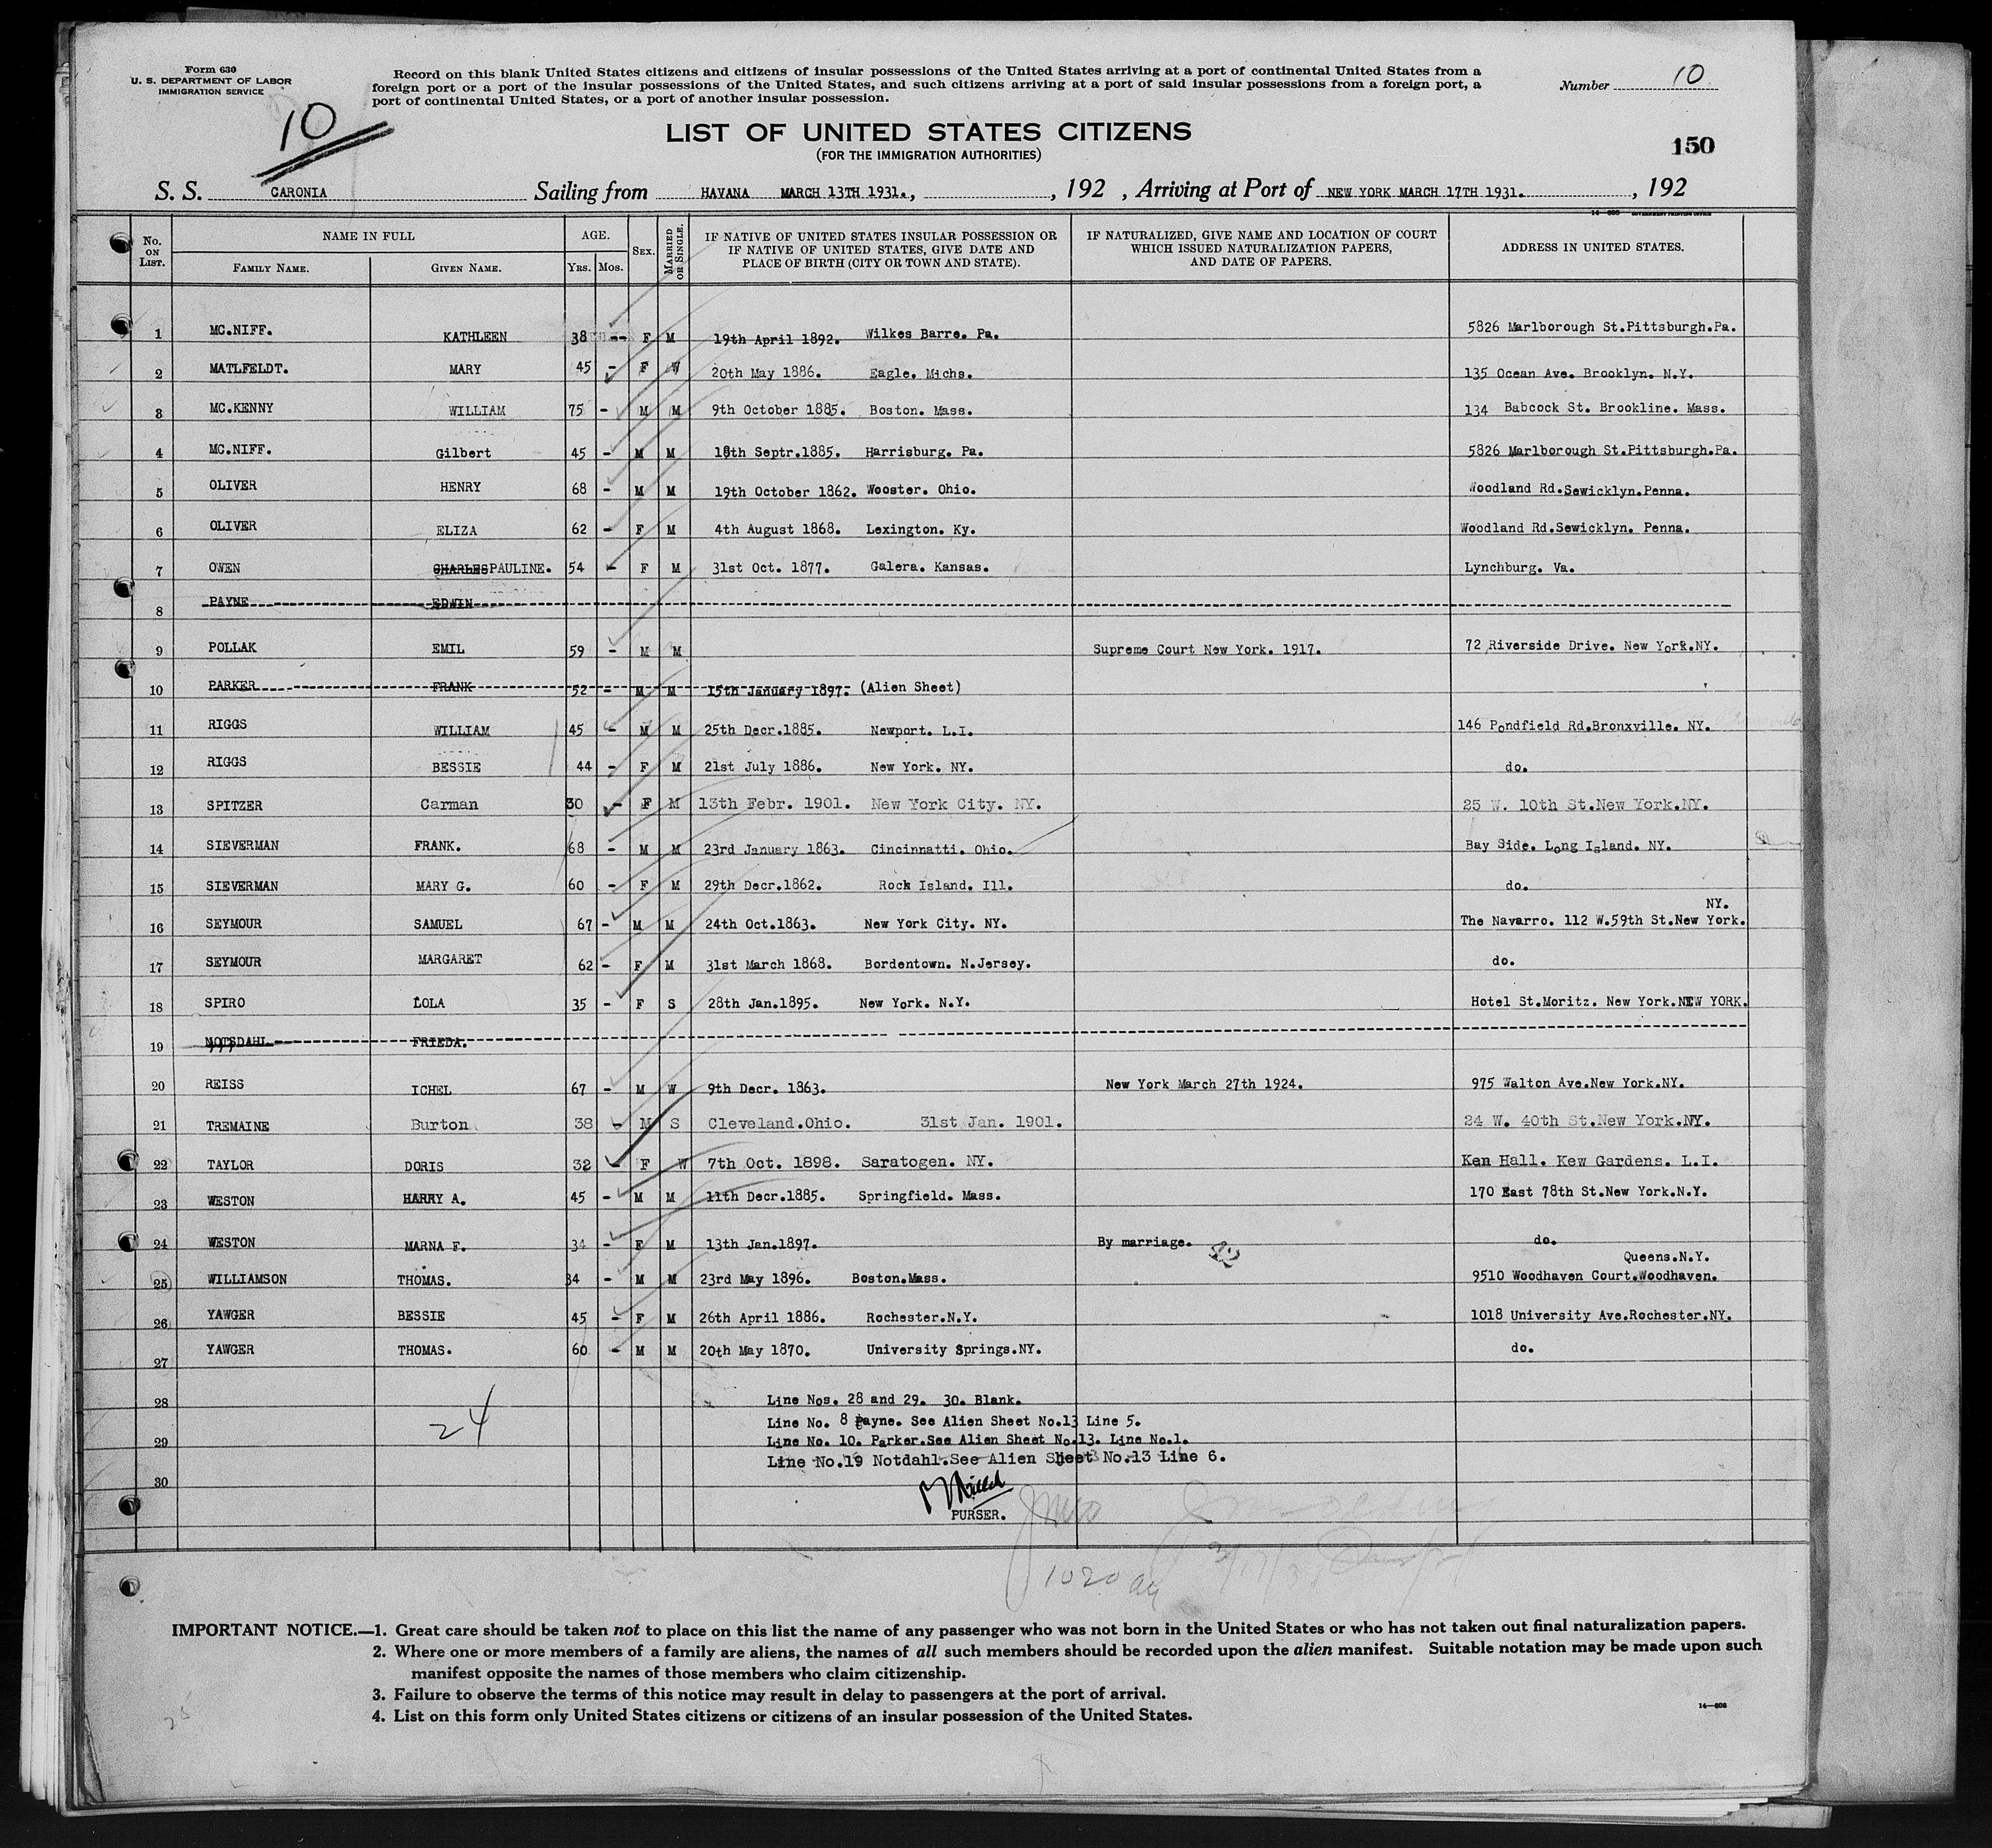 Form 630
U. S. DEPARTMENT OF LABOR
IMMIGRATION SERVICE
Record on this blank United States citizens and citizens of insular possessions of the United States arriving at a port of continental United States from a
foreign port or a port of the insular possessions of the United States, and such citizens arriving at a port of said insular possessions from a foreign port, a
port of continental United States, or a port of another insular possession.
Number 10
10
LIST OF UNITED STATES CITIZENS
(FOR THE IMMIGRATION AUTHORITIES)
150
S. S. CARONIA Sailing from HAVANA MARCH 13TH 1931., , 192 , Arriving at Port of NEW YORK MARCH 17TH 1931. , 192
14—608 GOVERNMENT PRINTING OFFICE
No. ON LIST. NAME IN FULL FAMILY NAME. GIVEN NAME. AGE. YRS. MOS. SEX. MARRIED OR SINGLE. IF NATIVE OF UNITED STATES INSULAR POSSESSION OR IF NATIVE OF UNITED STATES, GIVE DATE AND PLACE OF BIRTH (CITY OR TOWN AND STATE). IF NATURALIZED, GIVE NAME AND LOCATION OF COURT WHICH ISSUED NATURALIZATION PAPERS, AND DATE OF PAPERS. ADDRESS IN UNITED STATES.
1 MC.NIFF. KATHLEEN 38 -- F M 19th April 1892. Wilkes Barre. Pa. 5826 Marlborough St.Pittsburgh.Pa.
2 MATLFELDT. MARY 45 - F W 20th May 1886. Eagle. Michs. 135 Ocean Ave. Brooklyn. N.Y.
3 MC.KENNY WILLIAM 75 - M M 9th October 1885. Boston. Mass. 134 Babcock St. Brookline. Mass.
4 MC.NIFF. Gilbert 45 - M M 18th Septr.1885. Harrisburg. Pa. 5826 Marlborough St.Pittsburgh.Pa.
5 OLIVER HENRY 68 - M M 19th October 1862. Wooster. Ohio. Woodland Rd.Sewicklyn.Penna.
6 OLIVER ELIZA 62 - F M 4th August 1868. Lexington. Ky. Woodland Rd.Sewicklyn. Penna.
7 OWEN CHARLES PAULINE. 54 - F M 31st Oct. 1877. Galera. Kansas. Lynchburg. Va.
8 PAYNE EDWIN
9 POLLAK EMIL 59 - M M Supreme Court New York. 1917. 72 Riverside Drive. New York.NY.
10 PARKER FRANK 52 - M M 15th January 1897. (Alien Sheet)
11 RIGGS WILLIAM 45 - M M 25th Decr.1885. Newport. L.I. 146 Pondfield Rd.Bronxville. NY.
12 RIGGS BESSIE 44 - F M 21st July 1886. New York. NY. do.
13 SPITZER Carman 30 - F M 13th Febr. 1901. New York City. NY. 25 W. 10th St.New York.NY.
14 SIEVERMAN FRANK. 68 - M M 23rd January 1863. Cincinnatti. Ohio. Bay Side. Long Island. NY.
15 SIEVERMAN MARY G. 60 - F M 29th Decr.1862. Rock Island. Ill. do.
NY.
16 SEYMOUR SAMUEL 67 - M M 24th Oct.1863. New York City. NY. The Navarro. 112 W.59th St.New York.
17 SEYMOUR MARGARET 62 - F M 31st March 1868. Bordentown. N.Jersey. do.
18 SPIRO LOLA 35 - F S 28th Jan.1895. New York. N.Y. Hotel St.Moritz. New York.NEW YORK.
19 NOTSDAHL FRIEDA.
20 REISS ICHEL 67 - M W 9th Decr. 1863. New York March 27th 1924. 975 Walton Ave.New York.NY.
21 TREMAINE Burton 38 - M S Cleveland.Ohio. 31st Jan. 1901. 24 W. 40th St.New York.NY.
22 TAYLOR DORIS 32 - F W 7th Oct. 1898. Saratogen. NY. Ken Hall. Kew Gardens. L.I.
23 WESTON HARRY A. 45 - M M 11th Decr.1885. Springfield. Mass. 170 East 78th St.New York.N.Y.
24 WESTON MARNA F. 34 - F M 13th Jan.1897. By marriage. do.
Queens.N.Y.
25 WILLIAMSON THOMAS. 34 - M M 23rd May 1896. Boston.Mass. 9510 Woodhaven Court.Woodhaven.
26 YAWGER BESSIE 45 - F M 26th April 1886. Rochester.N.Y. 1018 University Ave.Rochester.NY.
27 YAWGER THOMAS. 60 - M M 20th May 1870. University Springs.NY. do.
28 Line Nos. 28 and 29. 30. Blank.
24
Line No. 8 Payne. See Alien Sheet No.13 Line 5.
29 Line No. 10. Parker.See Alien Sheet No.13. Line No.1.
Line No.19 Notdahl.See Alien Sheet No.13 Line 6.
30
PURSER.
1020 am
3/17/31
IMPORTANT NOTICE.—1. Great care should be taken not to place on this list the name of any passenger who was not born in the United States or who has not taken out final naturalization papers.
2. Where one or more members of a family are aliens, the names of all such members should be recorded upon the alien manifest. Suitable notation may be made upon such
manifest opposite the names of those members who claim citizenship.
3. Failure to observe the terms of this notice may result in delay to passengers at the port of arrival.
4. List on this form only United States citizens or citizens of an insular possession of the United States.
14—608
25